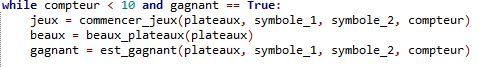 while compteur < 10 and gagnant == True:
    jeux = commencer_jeux(plateaux, symbole_1, symbole_2, compteur)
    beaux = beaux_plateaux(plateaux)
    gagnant = est_gagnant(plateaux, symbole_1, symbole_2, compteur)